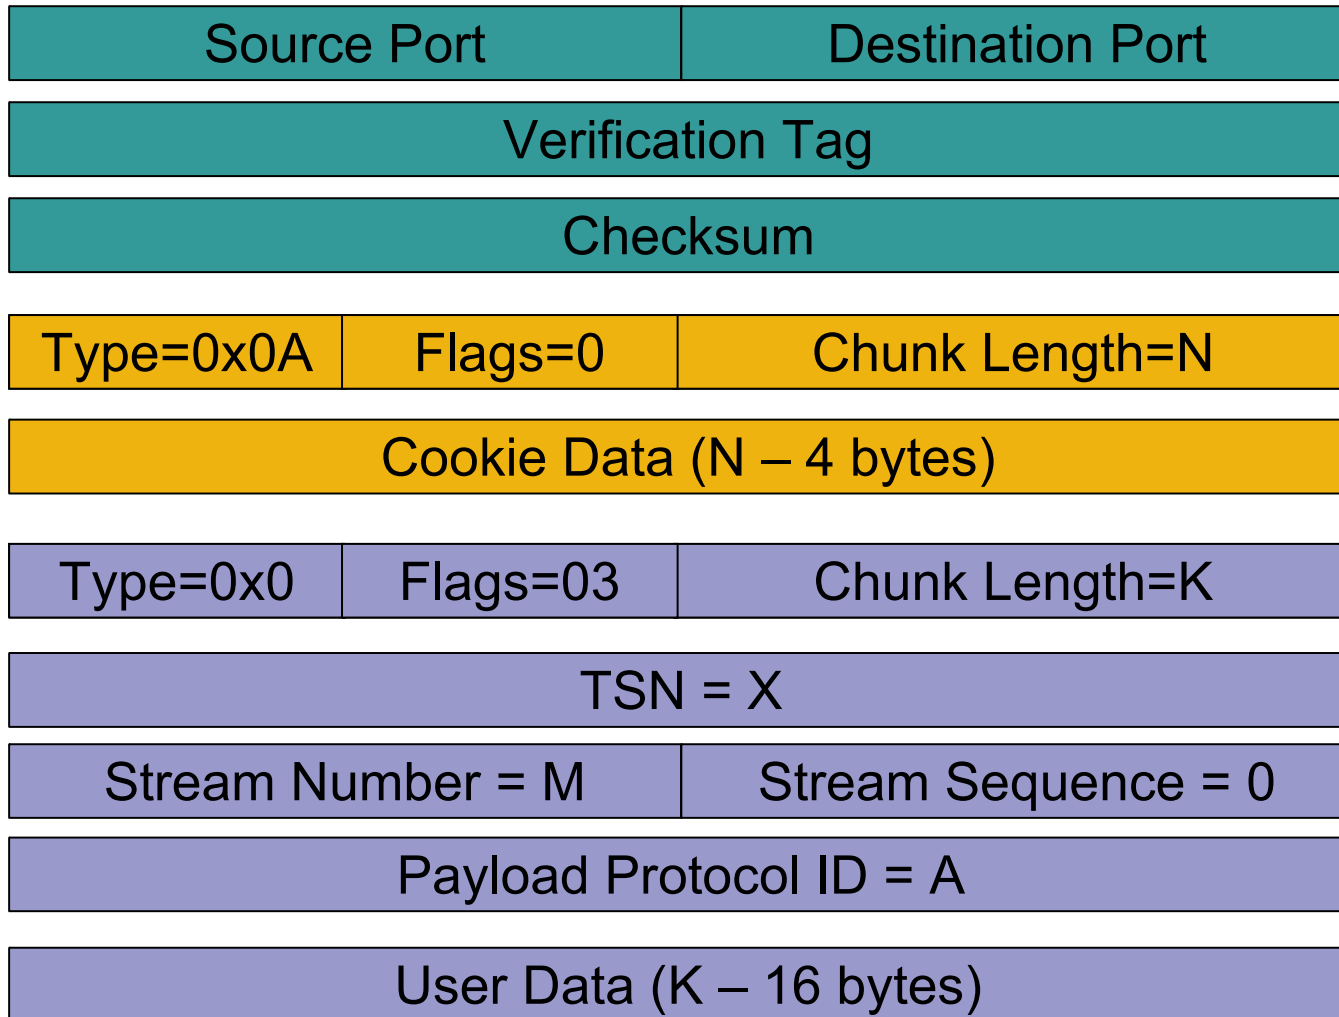 Source Port Destination Port
Verification Tag
Checksum
Type=0x0A Flags=0 Chunk Length=N
Cookie Data (N – 4 bytes)
Type=0x0 Flags=03 Chunk Length=K
TSN = X
Stream Number = M Stream Sequence = 0
Payload Protocol ID = A
User Data (K – 16 bytes)